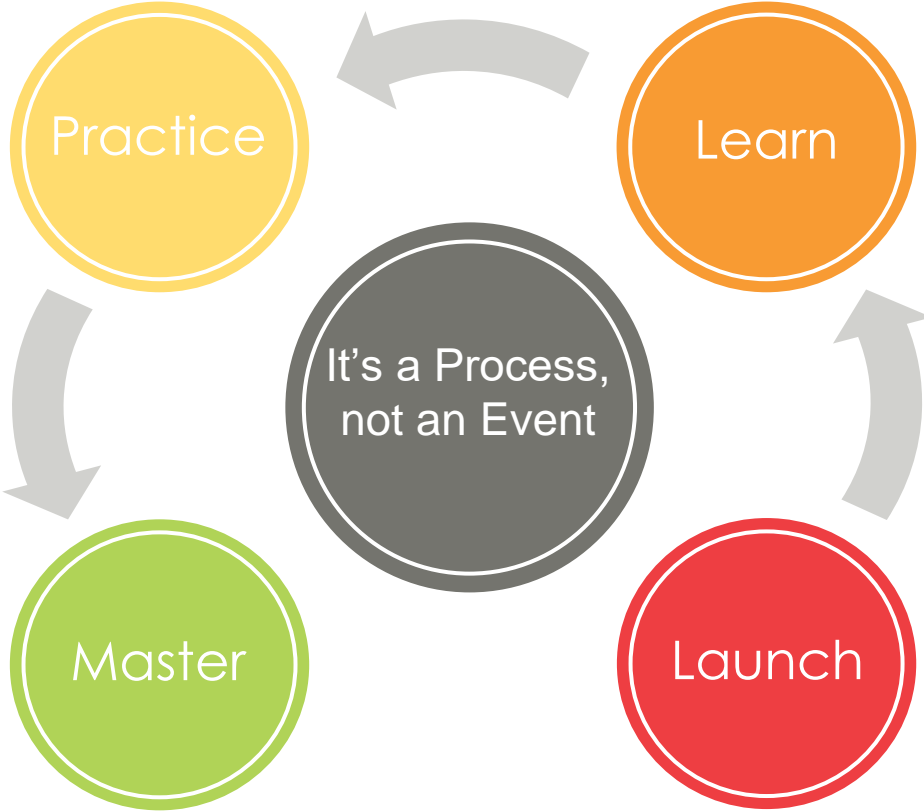 Practice
Learn
It's a Process,
not an Event
Master
Launch